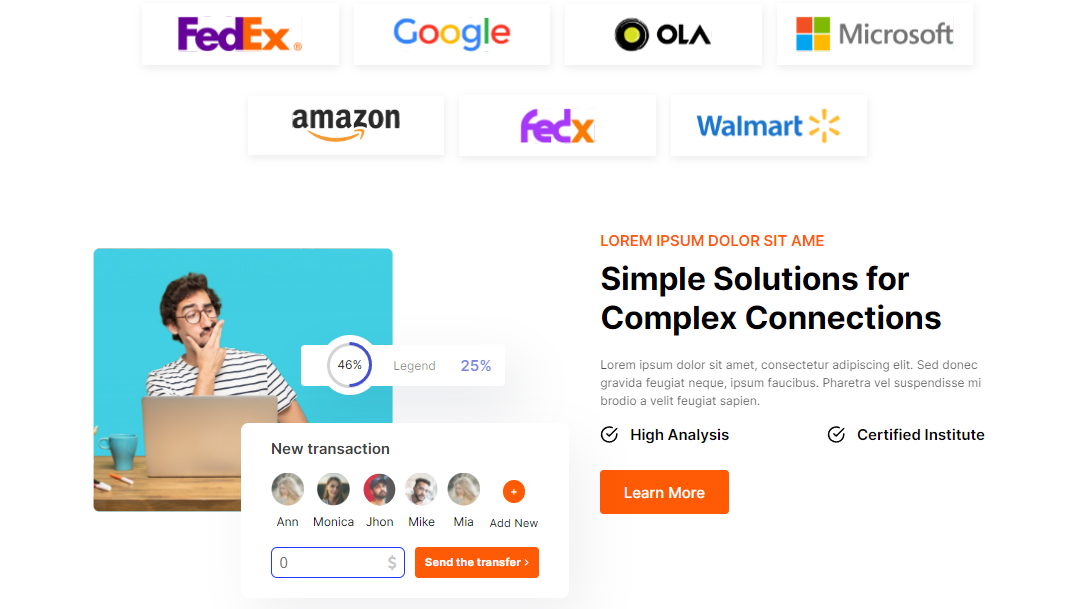 FedEx®
Google
OLA
Microsoft
amazon
fedx
Walmart
LOREM IPSUM DOLOR SIT AME
Simple Solutions for
Complex Connections
Lorem ipsum dolor sit amet, consectetur adipiscing elit. Sed donec
gravida feugiat neque, ipsum faucibus. Pharetra vel suspendisse mi
brodio a velit feugiat sapien.
High Analysis
Certified Institute
Learn More
46%
Legend
25%
New transaction
Ann
Monica
Jhon
Mike
Mia
+
Add New
0
$
Send the transfer >